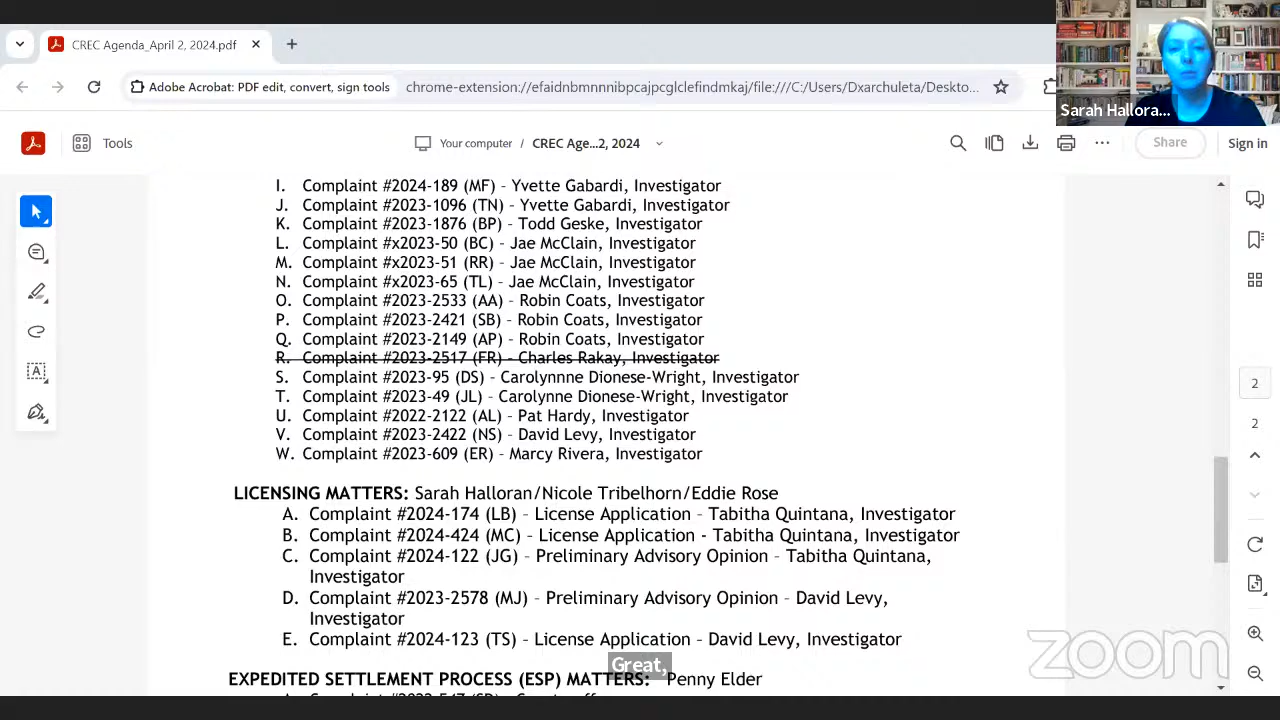 CREC Agenda_April 2, 2024.pdf
Adobe Acrobat: PDF edit, convert, sign tools
chrome-extension://efaidnbmnnnibpcajpcglclefindmkaj/file:///C:/Users/Dxarchuleta/Deskto...
Sarah Hallora...
Tools
Your computer / CREC Age...2, 2024
Share
Sign in
I. Complaint #2024-189 (MF) – Yvette Gabardi, Investigator
J. Complaint #2023-1096 (TN) – Yvette Gabardi, Investigator
K. Complaint #2023-1876 (BP) – Todd Geske, Investigator
L. Complaint #x2023-50 (BC) – Jae McClain, Investigator
M. Complaint #x2023-51 (RR) – Jae McClain, Investigator
N. Complaint #x2023-65 (TL) – Jae McClain, Investigator
O. Complaint #2023-2533 (AA) – Robin Coats, Investigator
P. Complaint #2023-2421 (SB) – Robin Coats, Investigator
Q. Complaint #2023-2149 (AP) – Robin Coats, Investigator
R. Complaint #2023-2517 (FR) – Charles Rakay, Investigator
S. Complaint #2023-95 (DS) – Carolynnne Dionese-Wright, Investigator
T. Complaint #2023-49 (JL) – Carolynne Dionese-Wright, Investigator
U. Complaint #2022-2122 (AL) – Pat Hardy, Investigator
V. Complaint #2023-2422 (NS) – David Levy, Investigator
W. Complaint #2023-609 (ER) – Marcy Rivera, Investigator
2
2
LICENSING MATTERS: Sarah Halloran/Nicole Tribelhorn/Eddie Rose
A. Complaint #2024-174 (LB) – License Application – Tabitha Quintana, Investigator
B. Complaint #2024-424 (MC) – License Application - Tabitha Quintana, Investigator
C. Complaint #2024-122 (JG) – Preliminary Advisory Opinion – Tabitha Quintana,
Investigator
D. Complaint #2023-2578 (MJ) – Preliminary Advisory Opinion – David Levy,
Investigator
E. Complaint #2024-123 (TS) – License Application – David Levy, Investigator
Great,
zoom
EXPEDITED SETTLEMENT PROCESS (ESP) MATTERS: Penny Elder